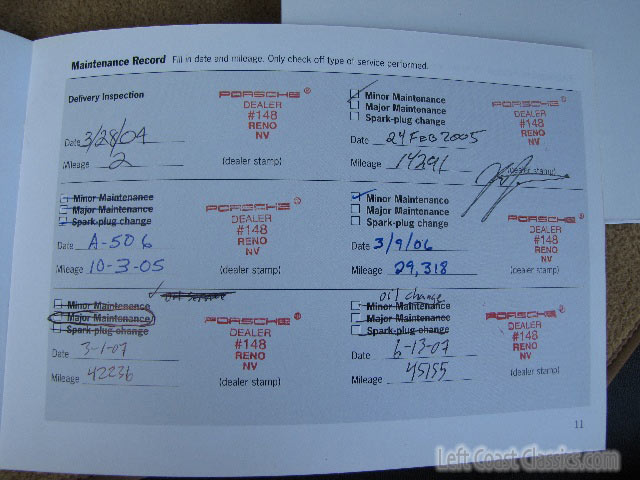 Maintenance Record Fill in date and mileage. Only check off type of service performed.
Delivery Inspection
PORSCHE®
DEALER
#148
RENO
NV
Date 3/28/04
Mileage 2
(dealer stamp)
Minor Maintenance
Major Maintenance
Spark-plug change
PORSCHE®
DEALER
#148
RENO
NV
Date 24 FEB 2005
Mileage 14291
(dealer stamp)
Minor Maintenance
Major Maintenance
Spark-plug change
PORSCHE®
DEALER
#148
RENO
NV
Date A-506
Mileage 10-3-05
(dealer stamp)
Minor Maintenance
Major Maintenance
Spark-plug change
PORSCHE®
DEALER
#148
RENO
NV
Date 3/9/06
Mileage 29,318
(dealer stamp)
Minor Maintenance
Major Maintenance
Spark-plug change
PORSCHE®
DEALER
#148
RENO
NV
Date 3-1-07
Mileage 42236
(dealer stamp)
oil change
Minor Maintenance
Major Maintenance
Spark-plug change
PORSCHE®
DEALER
#148
RENO
NV
Date 6-13-07
Mileage 45155
(dealer stamp)
11
Left Coast Classics.com